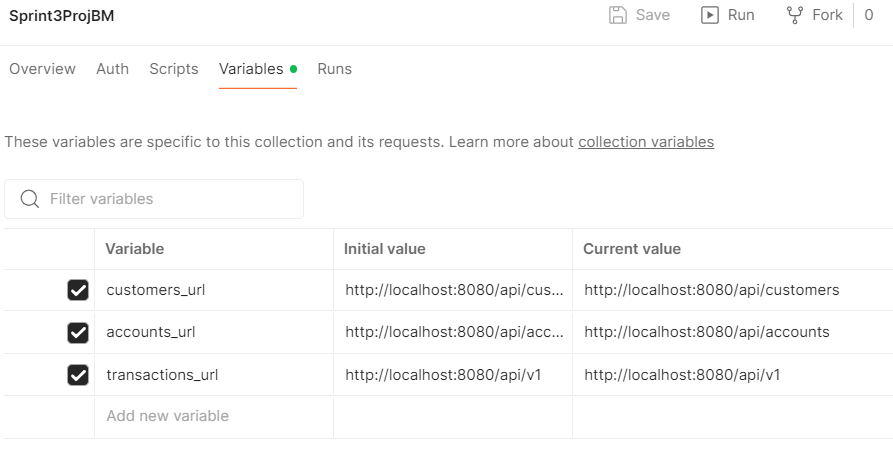 Sprint3ProjBM Save Run Fork 0
Overview Auth Scripts Variables Runs
These variables are specific to this collection and its requests. Learn more about collection variables
Filter variables
Variable Initial value Current value
customers_url http://localhost:8080/api/cus... http://localhost:8080/api/customers
accounts_url http://localhost:8080/api/acc... http://localhost:8080/api/accounts
transactions_url http://localhost:8080/api/v1 http://localhost:8080/api/v1
Add new variable